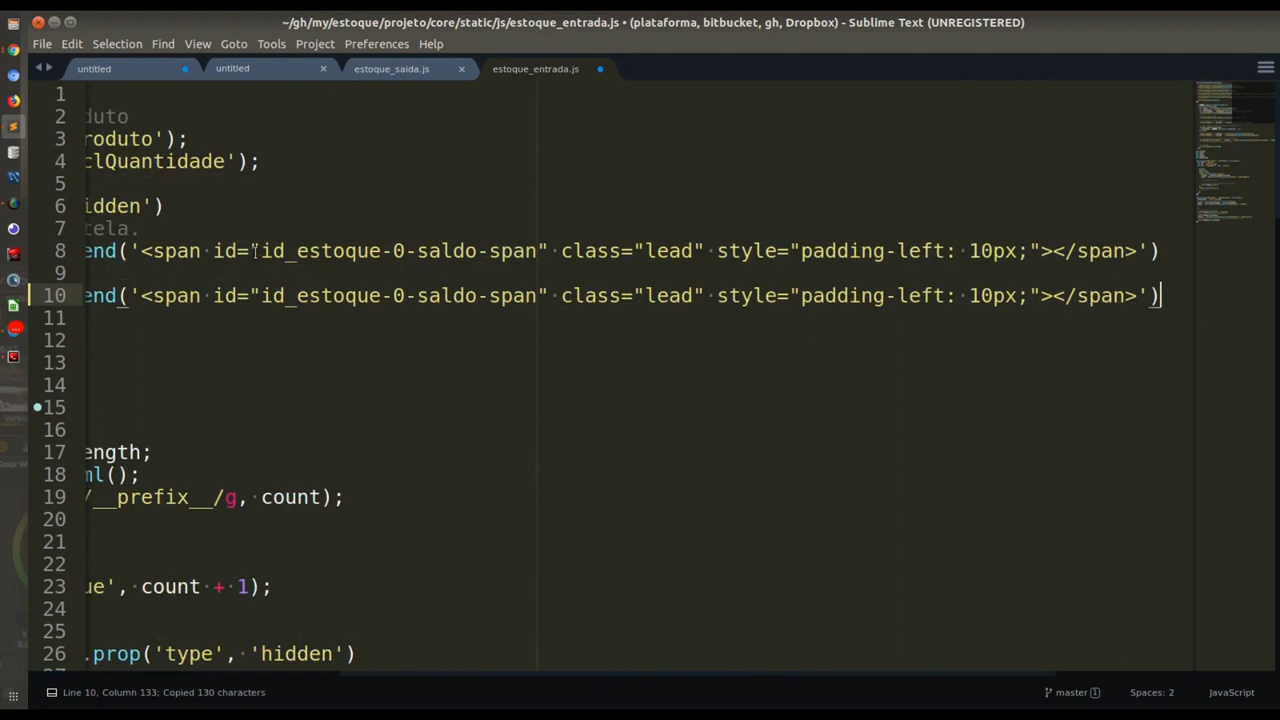 ~/gh/my/estoque/projeto/core/static/js/estoque_entrada.js • (plataforma, bitbucket, gh, Dropbox) - Sublime Text (UNREGISTERED)
File Edit Selection Find View Goto Tools Project Preferences Help
untitled untitled estoque_saida.js estoque_entrada.js
1
2 duto
3 roduto');
4 clQuantidade');
5
6 idden')
7 tela.
8 end('<span id="id_estoque-0-saldo-span" class="lead" style="padding-left: 10px;"></span>')
9
10 end('<span id="id_estoque-0-saldo-span" class="lead" style="padding-left: 10px;"></span>')
11
12
13
14
15
16
17 ength;
18 ml();
19 /__prefix__/g, count);
20
21
22
23 ue', count + 1);
24
25
26 .prop('type', 'hidden')
Line 10, Column 133; Copied 130 characters master 1 Spaces: 2 JavaScript